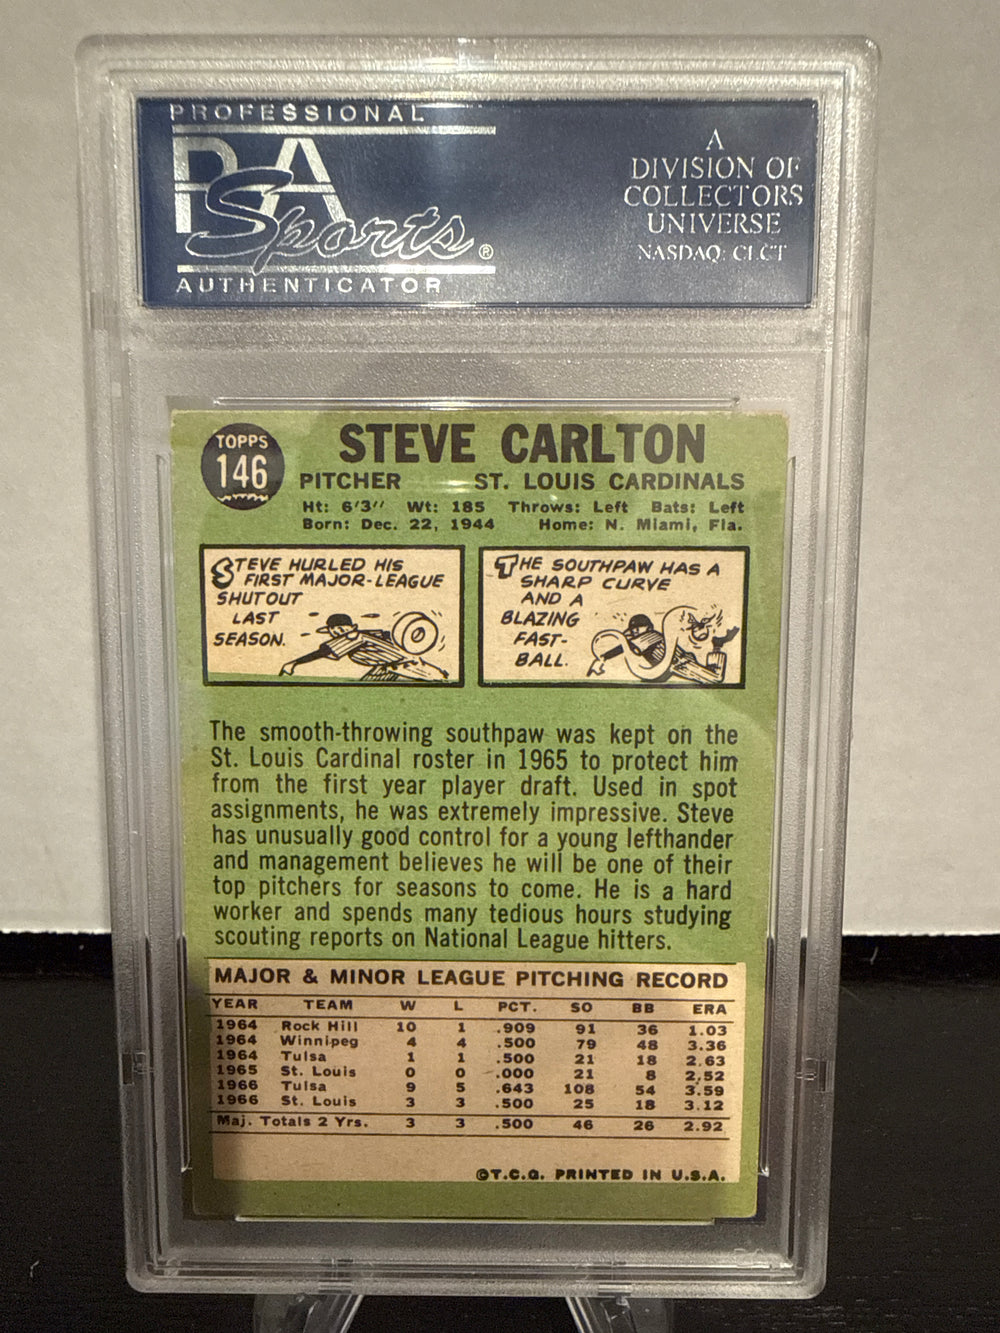 PROFESSIONAL
PSA
Sports®
AUTHENTICATOR
A
DIVISION OF
COLLECTORS
UNIVERSE
NASDAQ: CLCT
TOPPS
146
STEVE CARLTON
PITCHER ST. LOUIS CARDINALS
Ht: 6'3" Wt: 185 Throws: Left Bats: Left
Born: Dec. 22, 1944 Home: N. Miami, Fla.
STEVE HURLED HIS
FIRST MAJOR-LEAGUE
SHUTOUT
LAST
SEASON.
THE SOUTHPAW HAS A
SHARP CURVE
AND A
BLAZING
FAST-
BALL.
The smooth-throwing southpaw was kept on the
St. Louis Cardinal roster in 1965 to protect him
from the first year player draft. Used in spot
assignments, he was extremely impressive. Steve
has unusually good control for a young lefthander
and management believes he will be one of their
top pitchers for seasons to come. He is a hard
worker and spends many tedious hours studying
scouting reports on National League hitters.
MAJOR & MINOR LEAGUE PITCHING RECORD
YEAR TEAM W L PCT. SO BB ERA
1964 Rock Hill 10 1 .909 91 36 1.03
1964 Winnipeg 4 4 .500 79 48 3.36
1964 Tulsa 1 1 .500 21 18 2.63
1965 St. Louis 0 0 .000 21 8 2.52
1966 Tulsa 9 5 .643 108 54 3.59
1966 St. Louis 3 3 .500 25 18 3.12
Maj. Totals 2 Yrs. 3 3 .500 46 26 2.92
©T.C.G. PRINTED IN U.S.A.